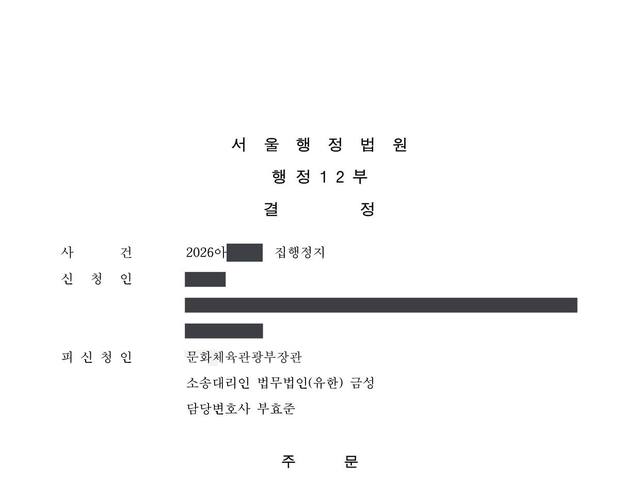 서 울 행 정 법 원
행 정 1 2 부
결 정
사 건 2026아 집행정지
신 청 인
피 신 청 인 문화체육관광부장관
소송대리인 법무법인(유한) 금성
담당변호사 부효준
주 문